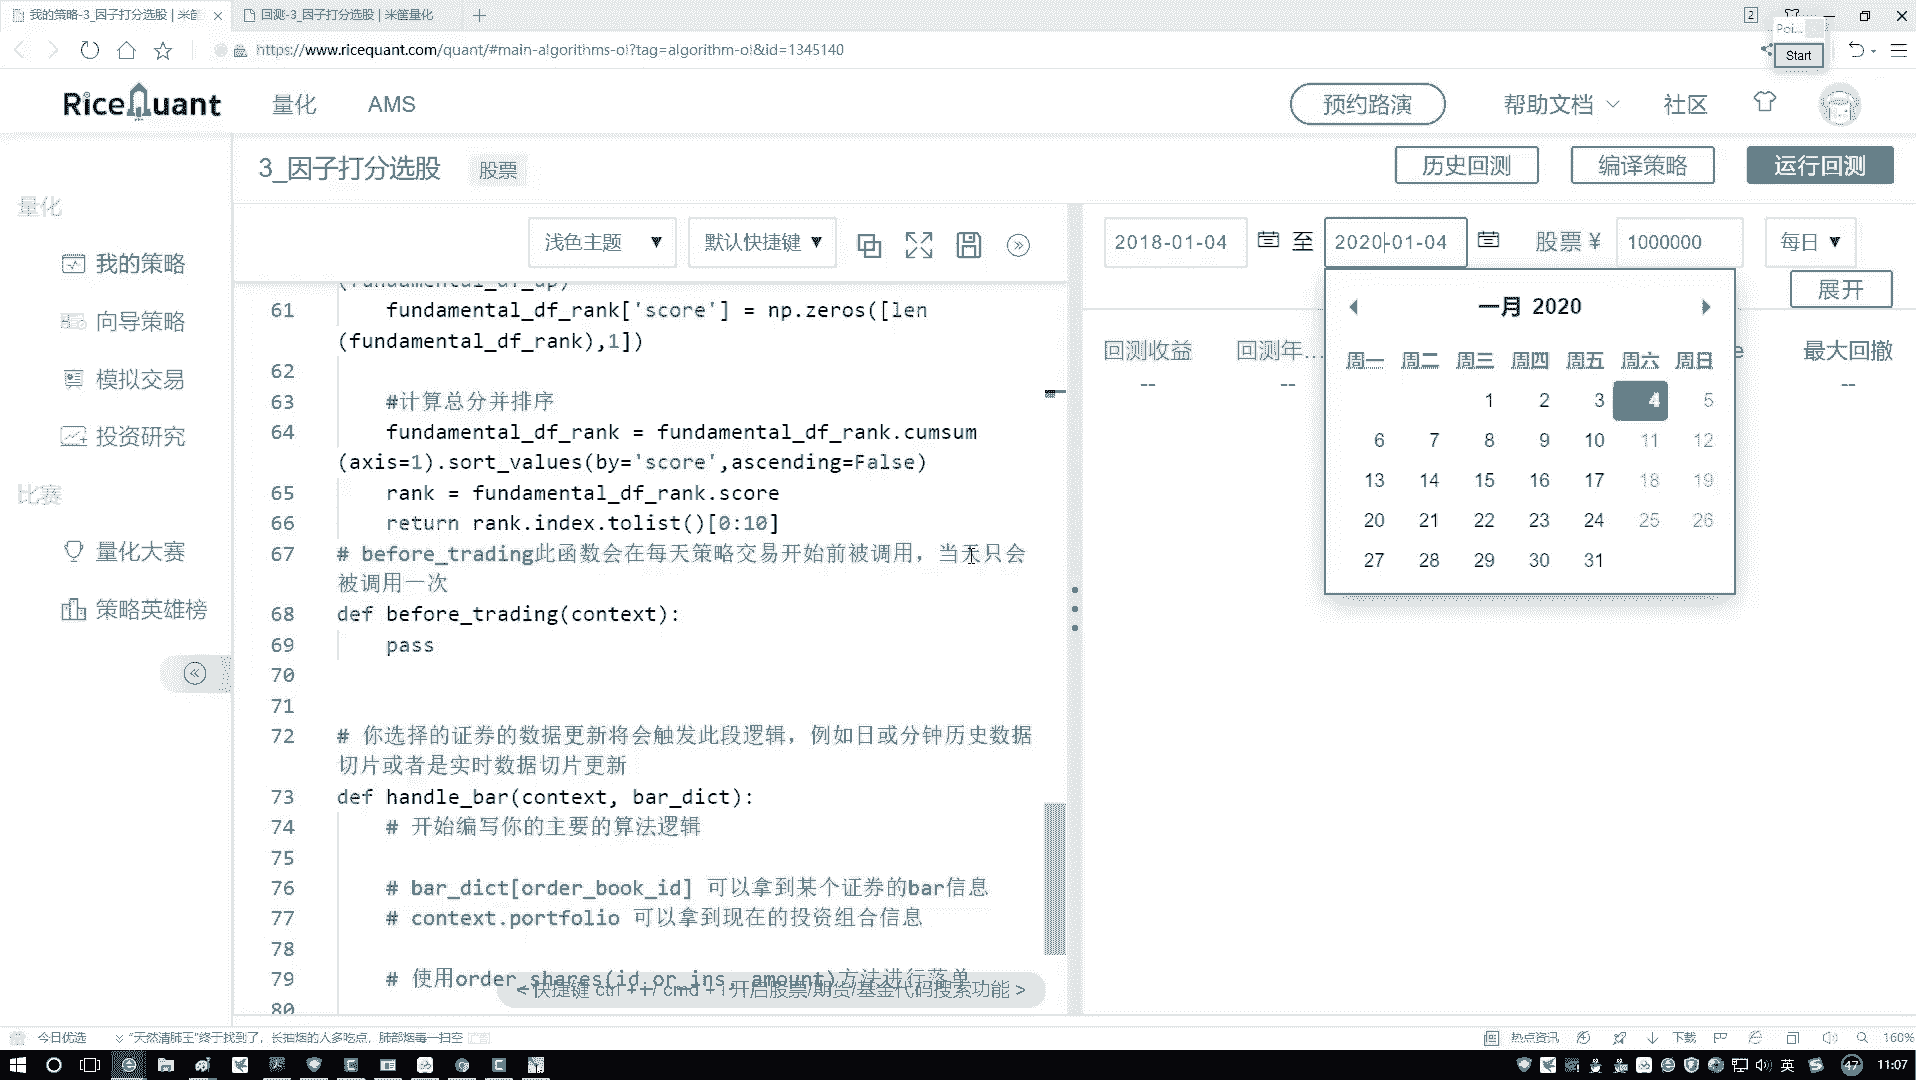 我的策略-3_因子打分选股 | 米筐
回测-3_因子打分选股 | 米筐量化
2
https://www.ricequant.com/quant/#main-algorithms-ol?tag=algorithm-ol&id=1345140
Poi...
Start
RiceQuant
量化
AMS
预约路演
帮助文档
社区
3_因子打分选股
股票
历史回测
编译策略
运行回测
量化
我的策略
向导策略
模拟交易
投资研究
比赛
量化大赛
策略英雄榜
浅色主题 ▼
默认快捷键 ▼
(fundamental_df_up)
61 fundamental_df_rank['score'] = np.zeros([len
(fundamental_df_rank),1])
62
63 #计算总分并排序
64 fundamental_df_rank = fundamental_df_rank.cumsum
(axis=1).sort_values(by='score',ascending=False)
65 rank = fundamental_df_rank.score
66 return rank.index.tolist()[0:10]
67 # before_trading此函数会在每天策略交易开始前被调用，当天只会
被调用一次
68 def before_trading(context):
69 pass
70
71
72 # 你选择的证券的数据更新将会触发此段逻辑，例如日或分钟历史数据
切片或者是实时数据切片更新
73 def handle_bar(context, bar_dict):
74 # 开始编写你的主要的算法逻辑
75
76 # bar_dict[order_book_id] 可以拿到某个证券的bar信息
77 # context.portfolio 可以拿到现在的投资组合信息
78
79 # 使用order_shares(id_or_ins, amount)方法进行落单
80
<快捷键 ctrl + i / cmd + i 开启股票/期货/基金代码搜索功能 >
2018-01-04 至 2020-01-04 股票 ¥ 1000000 每日 ▼
展开
回测收益 回测年... 最大回撤
-- -- --
一月 2020
周一 周二 周三 周四 周五 周六 周日
1 2 3 4 5
6 7 8 9 10 11 12
13 14 15 16 17 18 19
20 21 22 23 24 25 26
27 28 29 30 31
今日优选
"天然清肺王"终于找到了，长抽烟的人多吃点，肺部烟毒一扫空
热点资讯
下载
160%
英
47
11:07